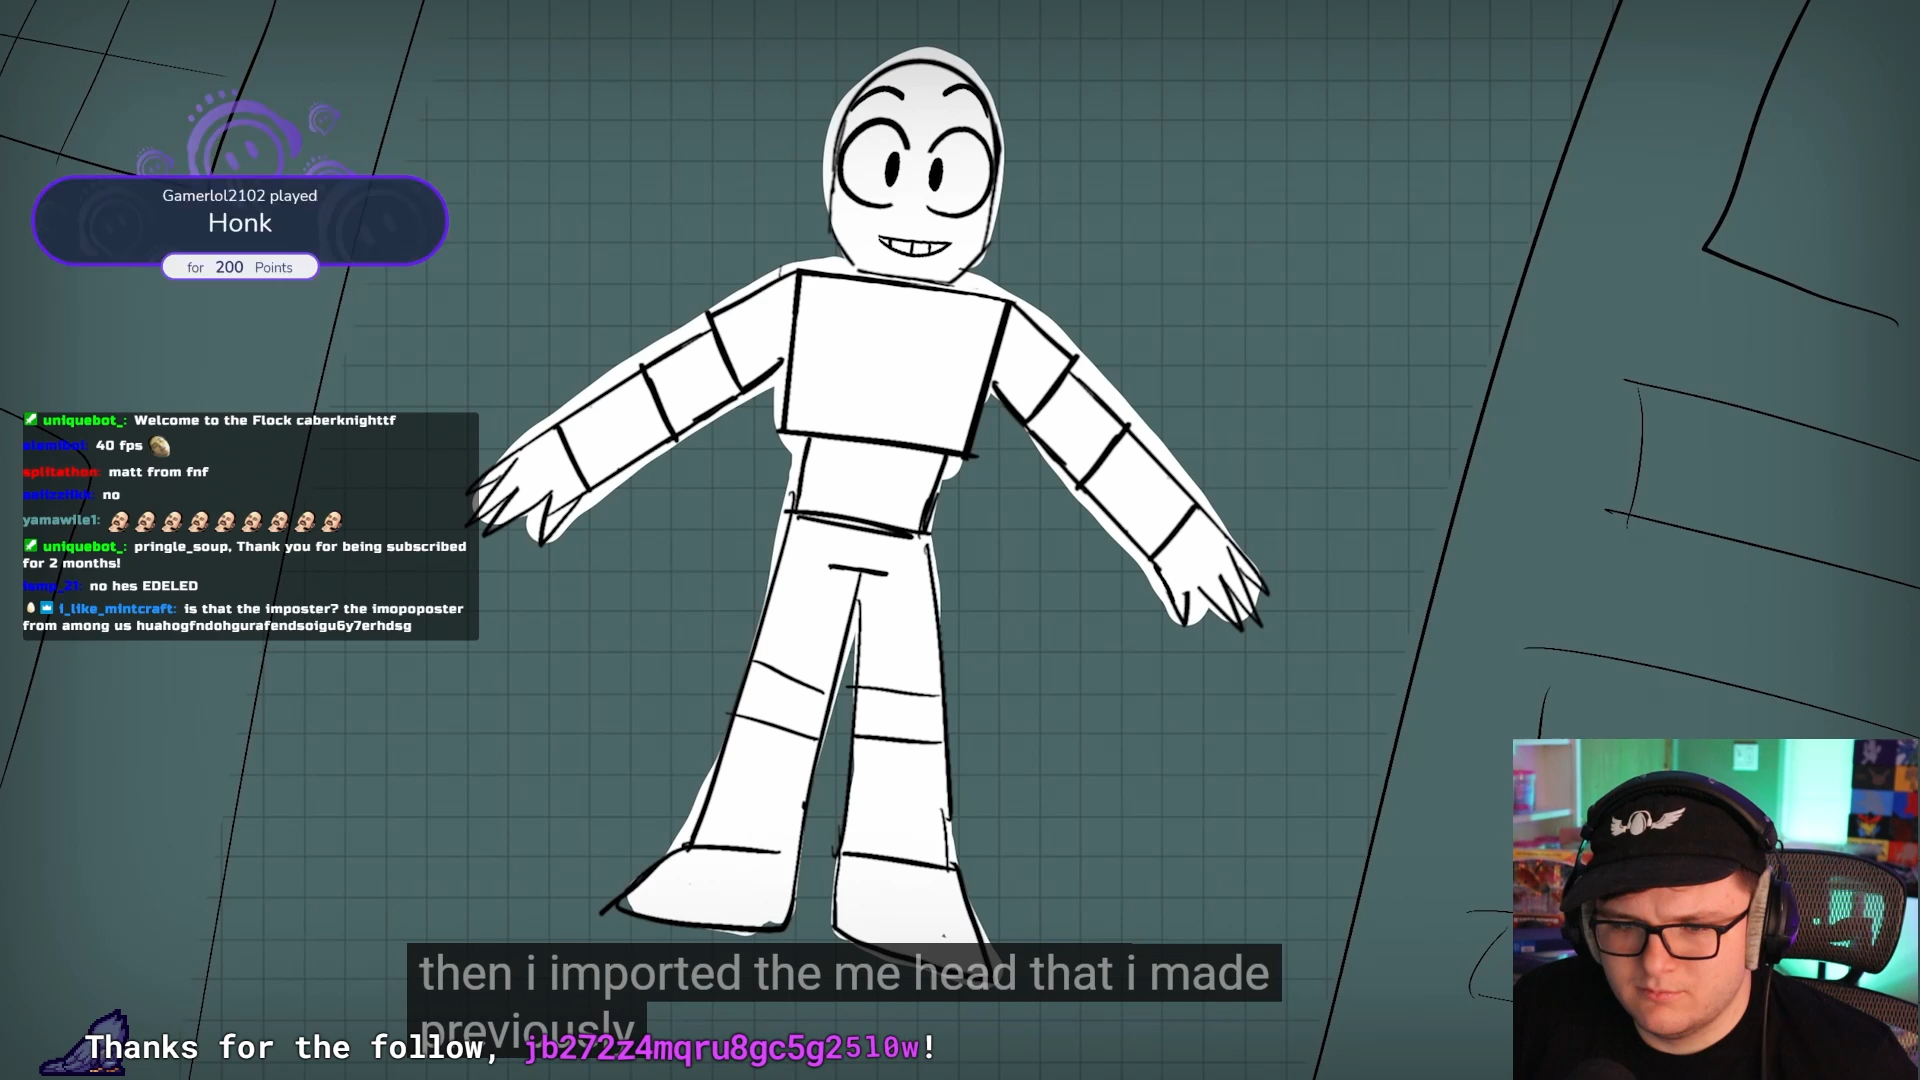 Gamerlol2102 played
Honk
for 200 Points
uniquebot_: Welcome to the Flock caberknighttf
40 fps
splitathon: matt from fnf
no
yamawile1:
uniquebot_: pringle_soup, Thank you for being subscribed
for 2 months!
no hes EDELED
i_like_mintcraft: is that the imposter? the imopoposter
from among us huahogfndohgurafendsoigu6y7erhdsg
then i imported the me head that i made
previously
Thanks for the follow, jb272z4mqru8gc5g2510w!